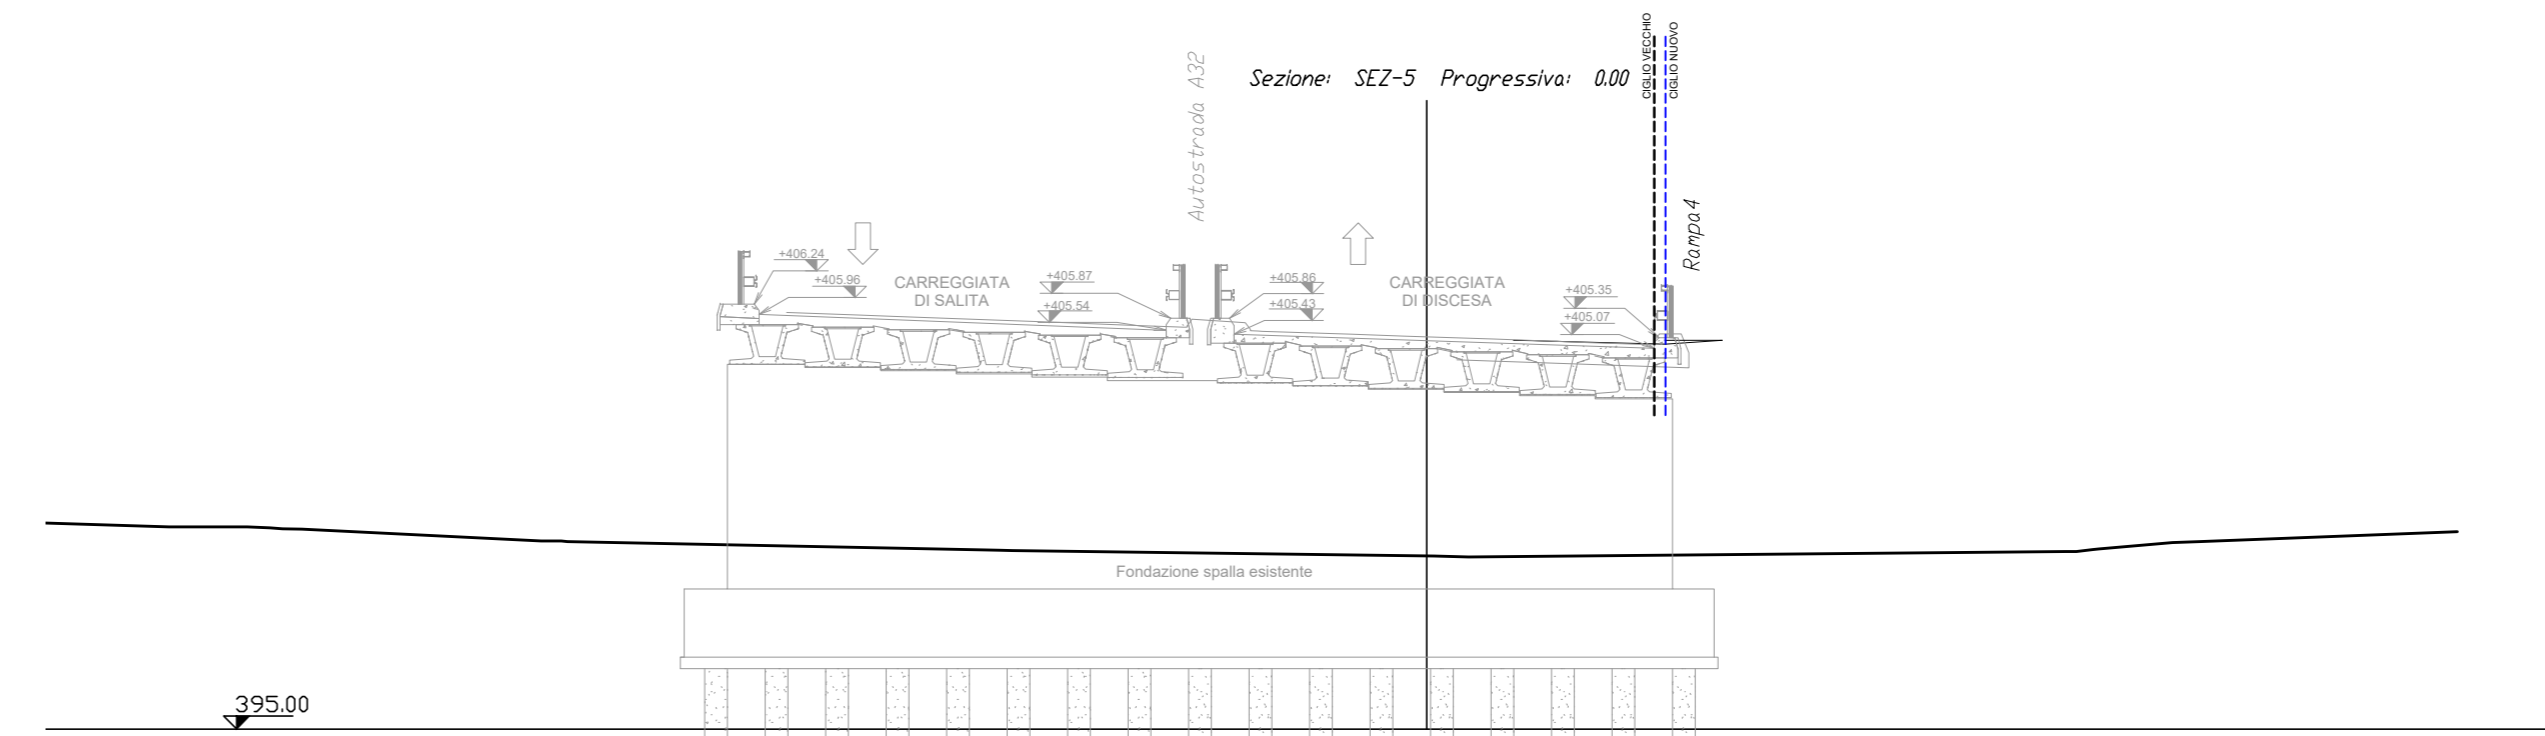 CIGLIO VECCHIO
CIGLIO NUOVO
Autostrada A32
Sezione: SEZ-5 Progressiva: 0.00
Rampa4
+406.24
+405.96
CARREGGIATA
DI SALITA
+405.87
+405.54
+405.86
+405.43
CARREGGIATA
DI DISCESA
+405.35
+405.07
Fondazione spalla esistente
395.00